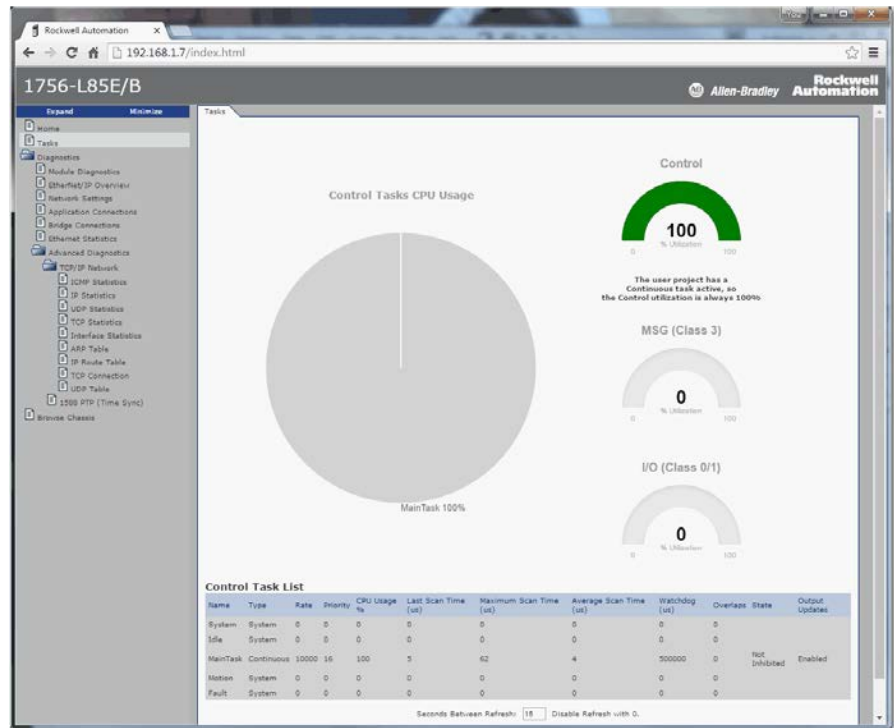 You
Rockwell Automation
192.168.1.7/index.html
1756-L85E/B
Allen-Bradley
Rockwell Automation
Expand Minimize
Home
Tasks
Diagnostics
Module Diagnostics
EtherNet/IP Overview
Network Settings
Application Connections
Bridge Connections
Ethernet Statistics
Advanced Diagnostics
TCP/IP Network
ICMP Statistics
IP Statistics
UDP Statistics
TCP Statistics
Interface Statistics
ARP Table
IP Route Table
TCP Connection
UDP Table
1588 PTP (Time Sync)
Browse Chassis
Tasks
Control Tasks CPU Usage
MainTask 100%
Control
100
% Utilization
0 100
The user project has a
Continuous task active, so
the Control utilization is always 100%
MSG (Class 3)
0
% Utilization
0 100
I/O (Class 0/1)
0
% Utilization
0 100
Control Task List
Name Type Rate Priority CPU Usage % Last Scan Time (us) Maximum Scan Time (us) Average Scan Time (us) Watchdog (us) Overlaps State Output Updates
System System 0 0 0 0 0 0 0 0
Idle System 0 0 0 0 0 0 0 0
MainTask Continuous 10000 16 100 5 62 4 500000 0 Not Inhibited Enabled
Motion System 0 0 0 0 0 0 0 0
Fault System 0 0 0 0 0 0 0 0
Seconds Between Refresh: 15 Disable Refresh with 0.